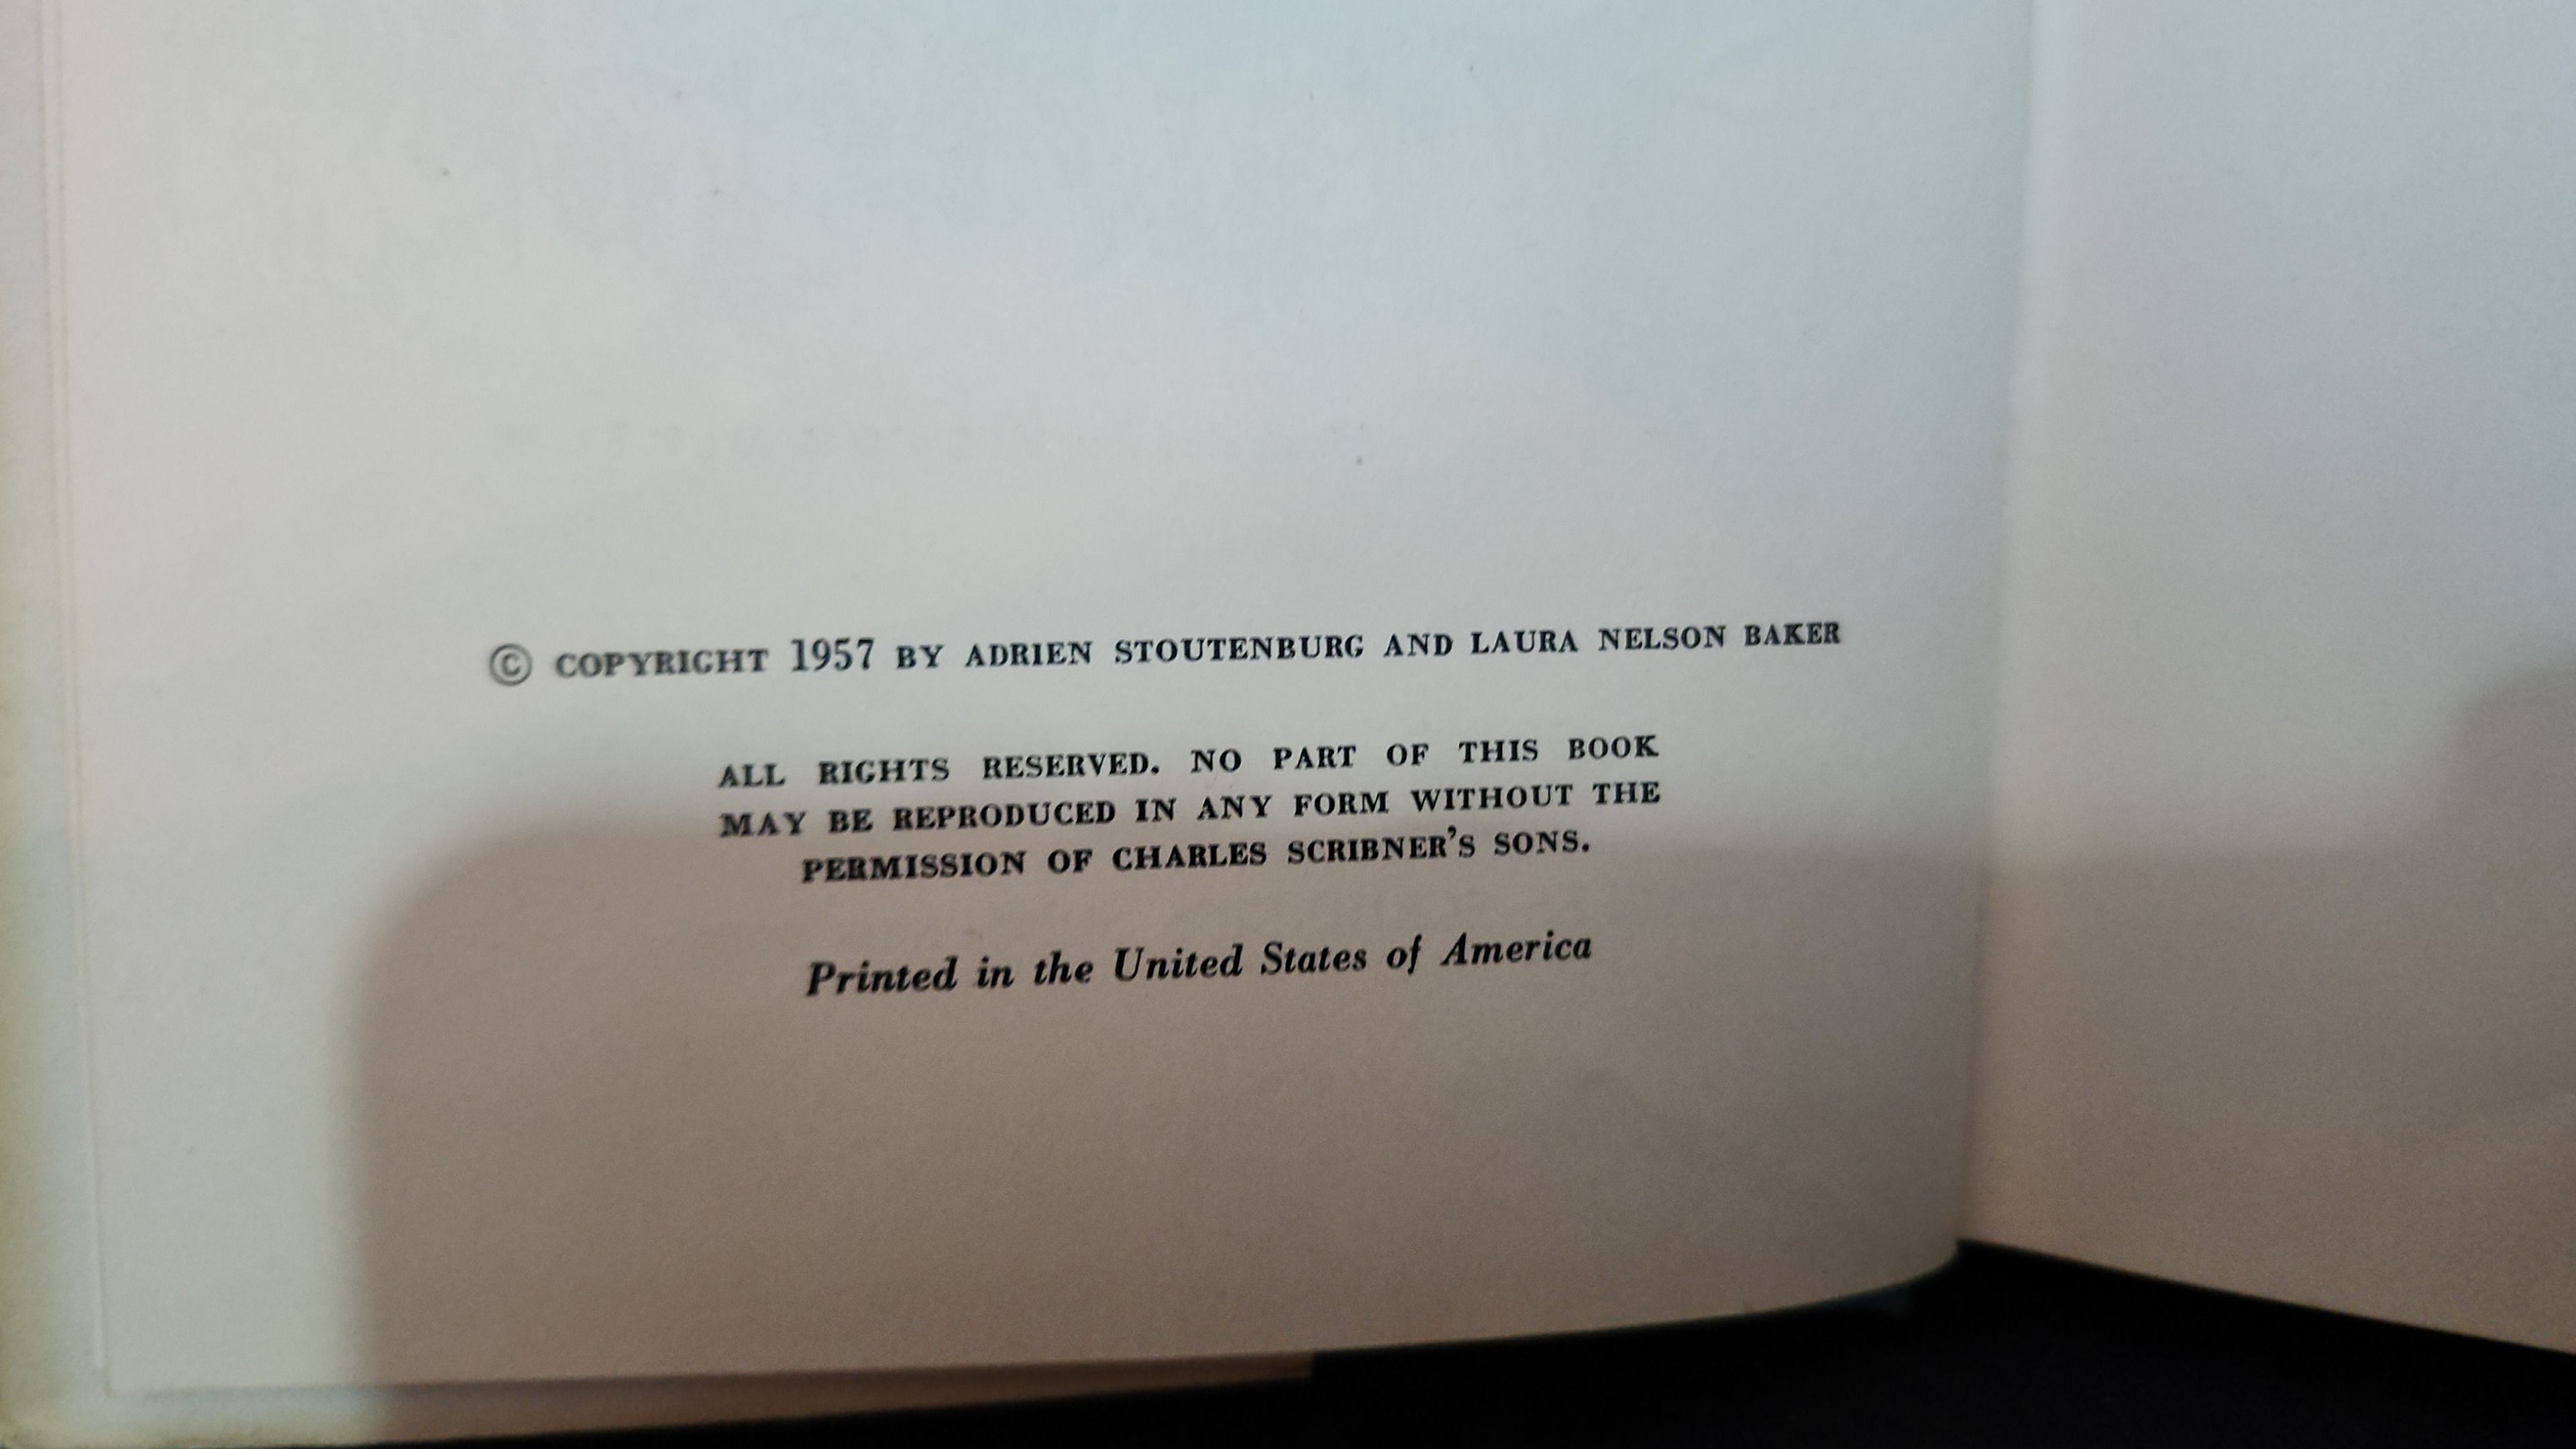 © COPYRIGHT 1957 BY ADRIEN STOUTENBURG AND LAURA NELSON BAKER
ALL RIGHTS RESERVED. NO PART OF THIS BOOK
MAY BE REPRODUCED IN ANY FORM WITHOUT THE
PERMISSION OF CHARLES SCRIBNER'S SONS.
Printed in the United States of America